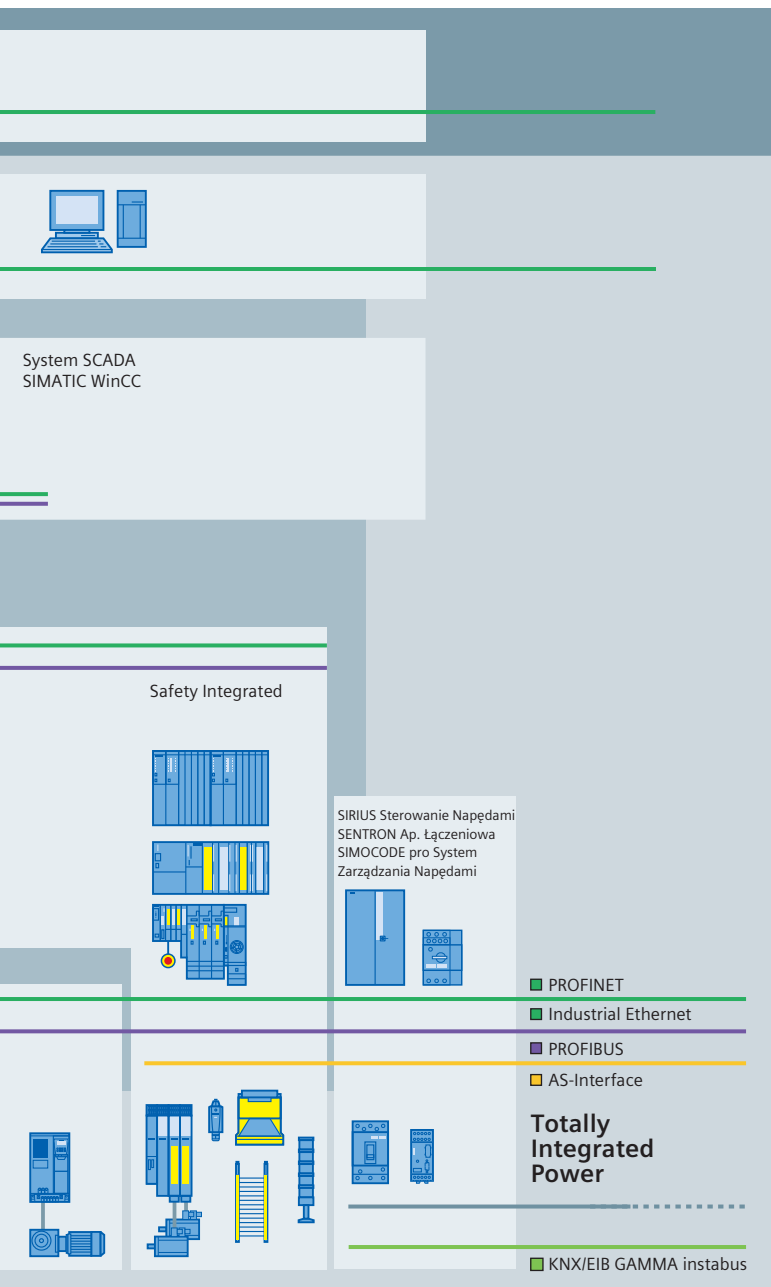 System SCADA
SIMATIC WinCC
Safety Integrated
SIRIUS Sterowanie Napędami
SENTRON Ap. Łączeniowa
SIMOCODE pro System
Zarządzania Napędami
PROFINET
Industrial Ethernet
PROFIBUS
AS-Interface
Totally
Integrated
Power
KNX/EIB GAMMA instabus